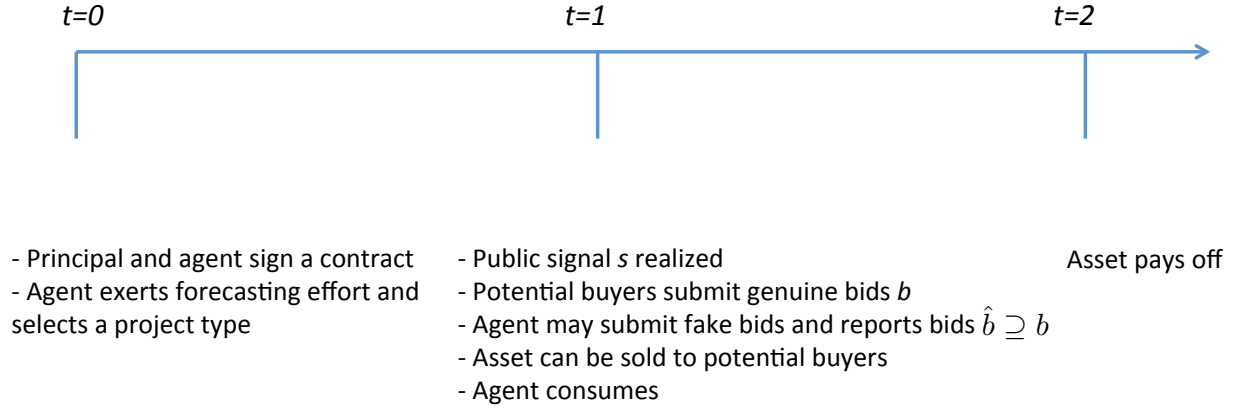 t=0 t=1 t=2
- Principal and agent sign a contract
- Agent exerts forecasting effort and
selects a project type
- Public signal s realized
- Potential buyers submit genuine bids b
- Agent may submit fake bids and reports bids b̂ ⊇ b
- Asset can be sold to potential buyers
- Agent consumes
Asset pays off